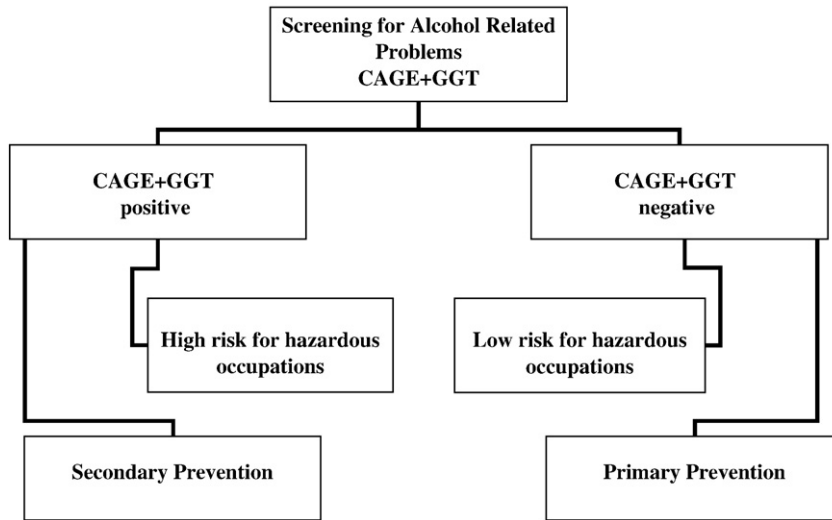 Screening for Alcohol Related
Problems
CAGE+GGT
CAGE+GGT
positive
CAGE+GGT
negative
High risk for hazardous
occupations
Low risk for hazardous
occupations
Secondary Prevention
Primary Prevention